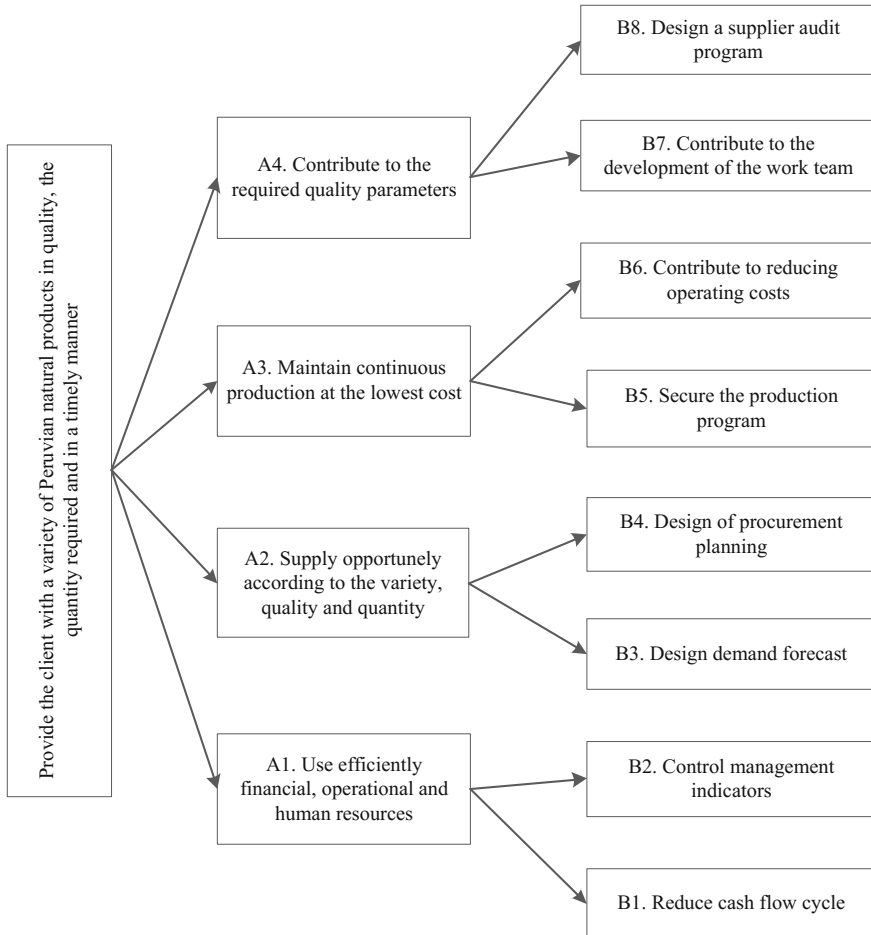 Provide the client with a variety of Peruvian natural products in quality, the
quantity required and in a timely manner
A4. Contribute to the
required quality parameters
A3. Maintain continuous
production at the lowest cost
A2. Supply opportunely
according to the variety,
quality and quantity
A1. Use efficiently
financial, operational and
human resources
B8. Design a supplier audit
program
B7. Contribute to the
development of the work team
B6. Contribute to reducing
operating costs
B5. Secure the production
program
B4. Design of procurement
planning
B3. Design demand forecast
B2. Control management
indicators
B1. Reduce cash flow cycle